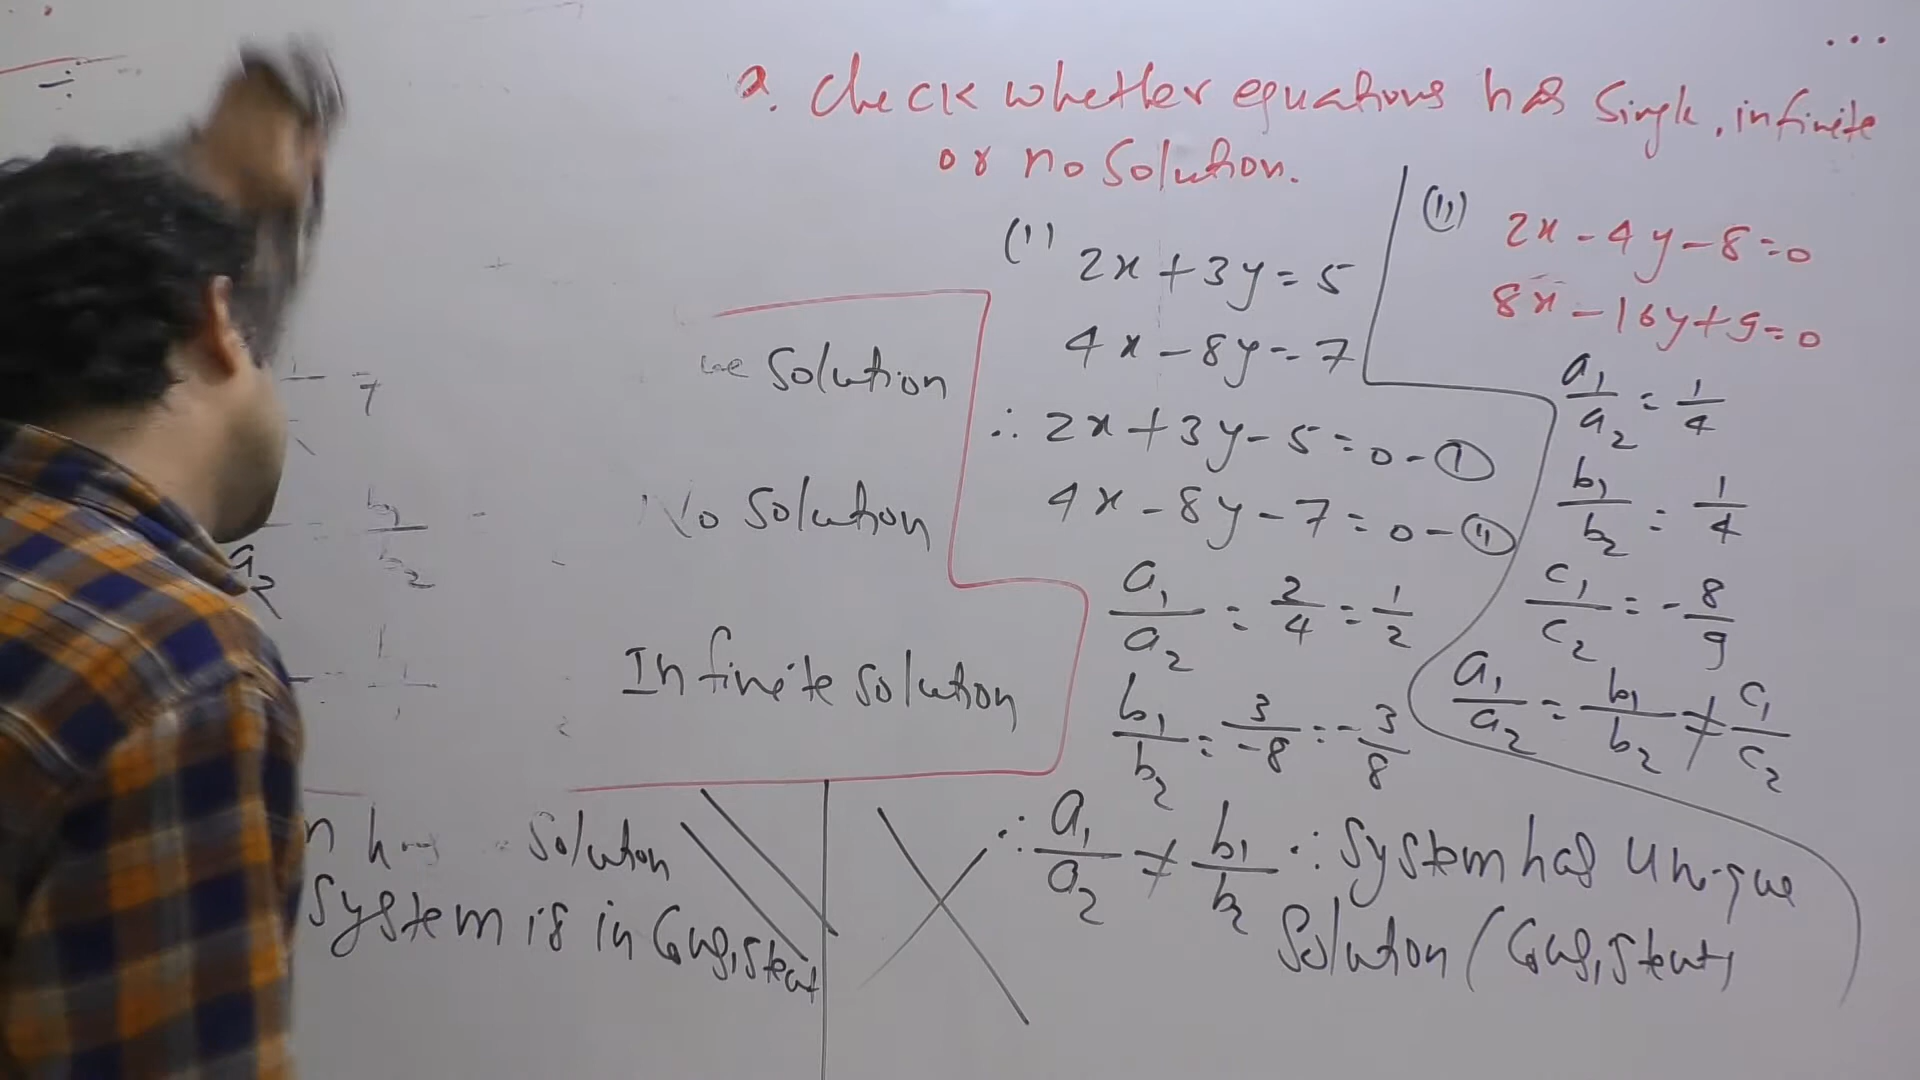 2. Check whether equations has Single, infinite
or no Solution.
(i) 2x + 3y = 5
4x - 8y = 7
∴ 2x + 3y - 5 = 0 - (I)
4x - 8y - 7 = 0 - (II)
a₁/a₂ = 2/4 = 1/2
b₁/b₂ = 3/-8 = -3/8
∴ a₁/a₂ ≠ b₁/b₂ ∴ System has Unique
Solution (Consistent)
(ii) 2x - 4y - 8 = 0
8x - 16y + 9 = 0
a₁/a₂ = 1/4
b₁/b₂ = 1/4
c₁/c₂ = -8/9
a₁/a₂ = b₁/b₂ ≠ c₁/c₂
Solution
No Solution
Infinite Solution
Solution
System is inConsistent